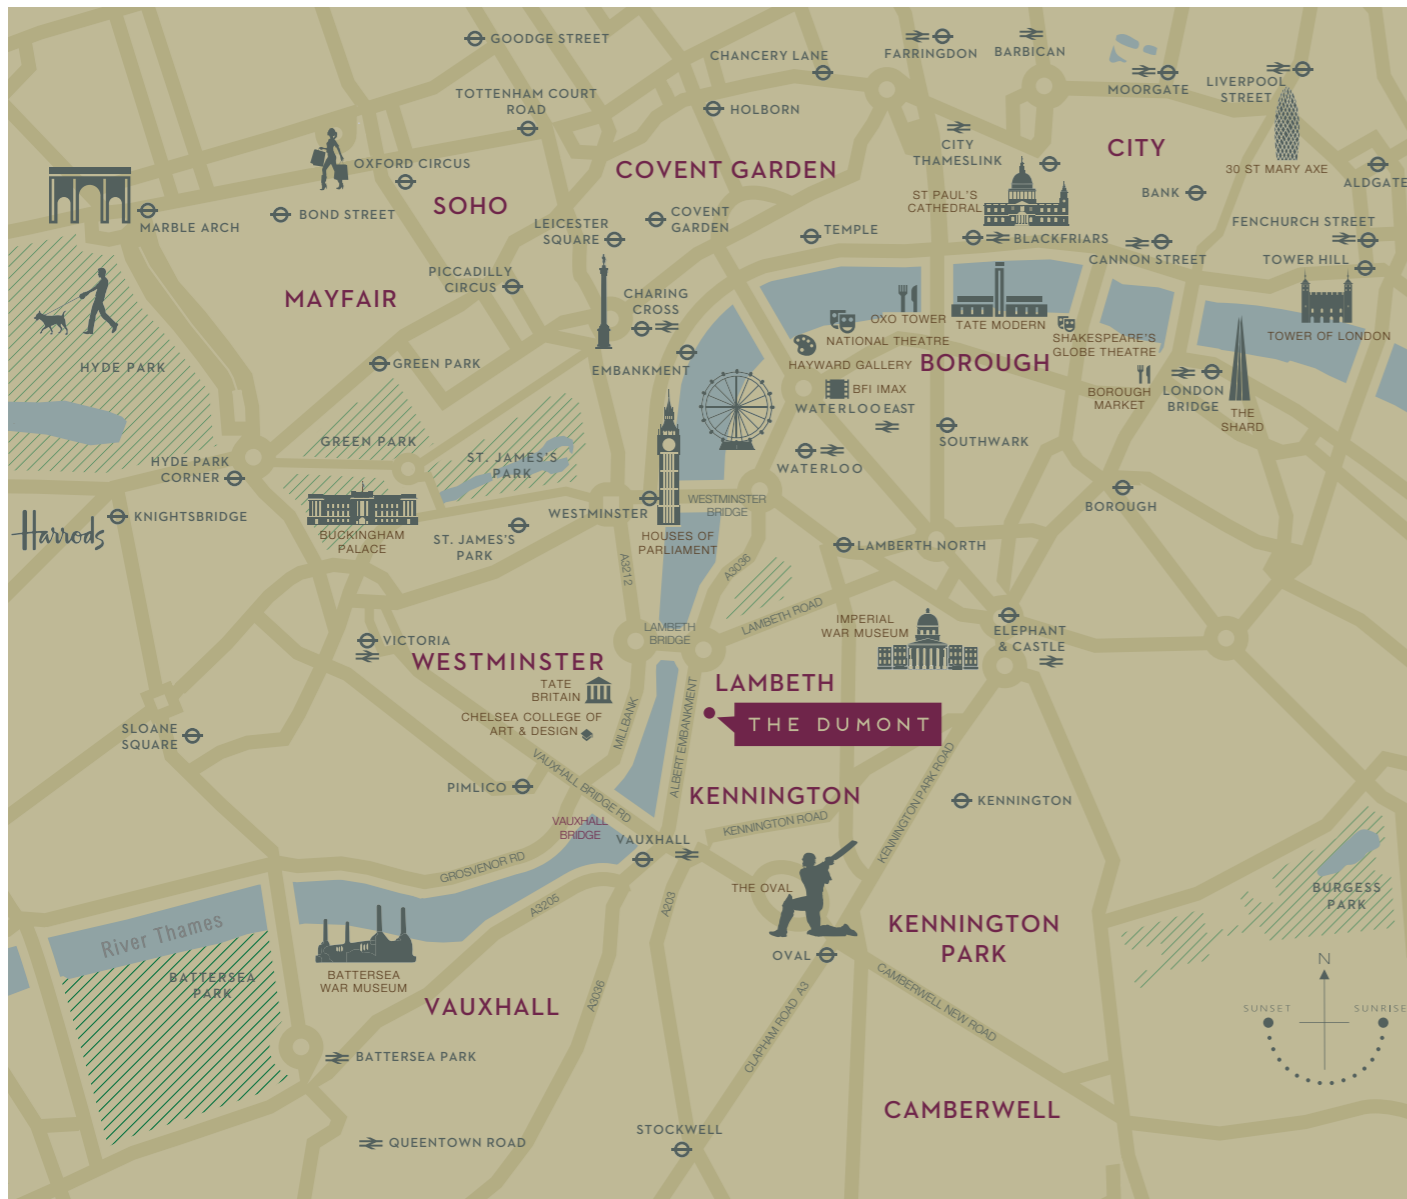 GOODGE STREET
CHANCERY LANE
FARRINGDON
BARBICAN
MOORGATE
LIVERPOOL
STREET
TOTTENHAM COURT
ROAD
HOLBORN
CITY
THAMESLINK
CITY
30 ST MARY AXE
ALDGATE
OXFORD CIRCUS
COVENT GARDEN
ST PAUL'S
CATHEDRAL
BANK
SOHO
BOND STREET
MARBLE ARCH
LEICESTER
SQUARE
COVENT
GARDEN
TEMPLE
BLACKFRIARS
CANNON STREET
FENCHURCH STREET
TOWER HILL
PICCADILLY
CIRCUS
MAYFAIR
CHARING
CROSS
OXO TOWER
TATE MODERN
SHAKESPEARE'S
GLOBE THEATRE
TOWER OF LONDON
NATIONAL THEATRE
HAYWARD GALLERY
BOROUGH
HYDE PARK
GREEN PARK
EMBANKMENT
BFI IMAX
BOROUGH
MARKET
LONDON
BRIDGE
THE
SHARD
WATERLOO EAST
SOUTHWARK
GREEN PARK
ST. JAMES'S
PARK
HYDE PARK
CORNER
WATERLOO
Harrods
KNIGHTSBRIDGE
BUCKINGHAM
PALACE
ST. JAMES'S
PARK
WESTMINSTER
WESTMINSTER
BRIDGE
HOUSES OF
PARLIAMENT
BOROUGH
LAMBERTH NORTH
A3212
A3036
LAMBETH ROAD
LAMBETH
BRIDGE
IMPERIAL
WAR MUSEUM
ELEPHANT
& CASTLE
VICTORIA
WESTMINSTER
TATE
BRITAIN
CHELSEA COLLEGE OF
ART & DESIGN
MILLBANK
ALBERT EMBANKMENT
LAMBETH
THE DUMONT
SLOANE
SQUARE
PIMLICO
VAUXHALL BRIDGE RD
VAUXHALL
BRIDGE
VAUXHALL
KENNINGTON
KENNINGTON ROAD
KENNINGTON PARK ROAD
KENNINGTON
GROSVENOR RD
A3205
A203
THE OVAL
OVAL
KENNINGTON
PARK
BURGESS
PARK
River Thames
BATTERSEA
PARK
BATTERSEA
WAR MUSEUM
VAUXHALL
A3036
CLAPHAM ROAD A3
CAMBERWELL NEW ROAD
N
SUNSET
SUNRISE
BATTERSEA PARK
CAMBERWELL
QUEENTOWN ROAD
STOCKWELL